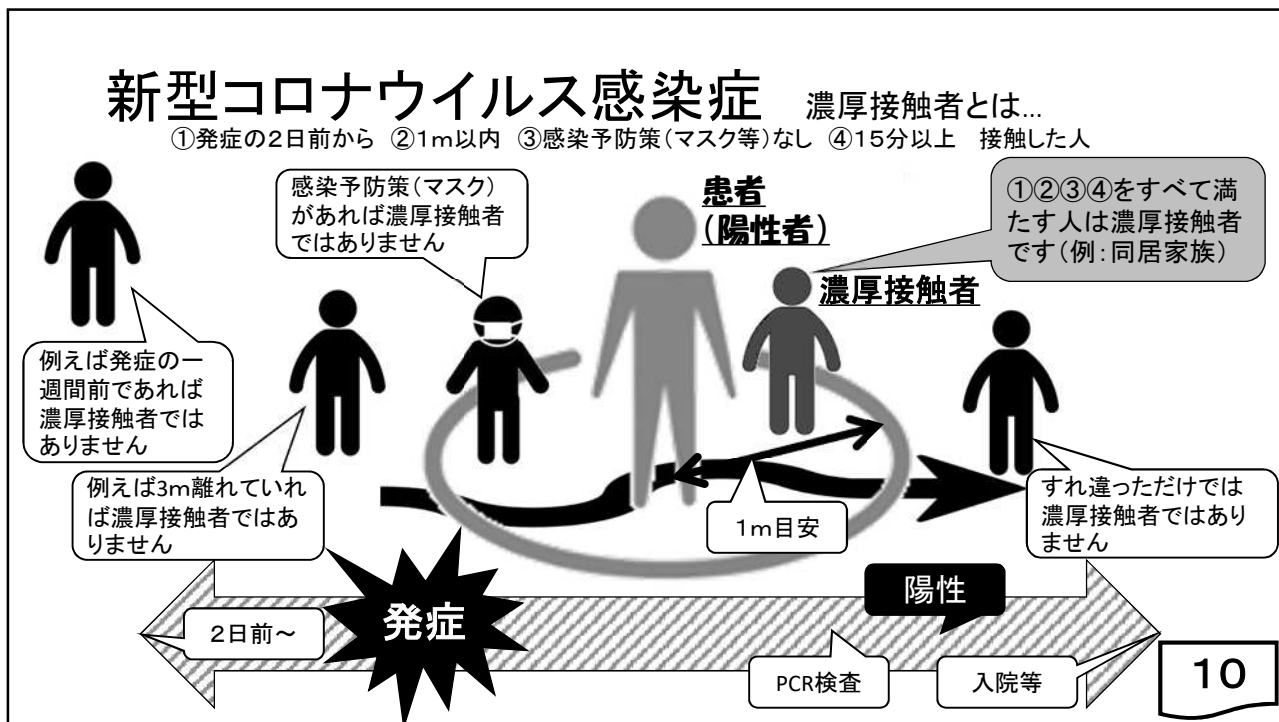 新型コロナウイルス感染症 濃厚接触者とは…
①発症の2日前から ②1m以内 ③感染予防策(マスク等)なし ④15分以上 接触した人
感染予防策(マスク)
があれば濃厚接触者
ではありません
患者
(陽性者)
①②③④をすべて満
たす人は濃厚接触者
です(例:同居家族)
濃厚接触者
例えば発症の一
週間前であれば
濃厚接触者では
ありません
例えば3m離れていれ
ば濃厚接触者ではあ
りません
1m目安
すれ違っただけでは
濃厚接触者ではあり
ません
2日前～
発症
陽性
PCR検査
入院等
10